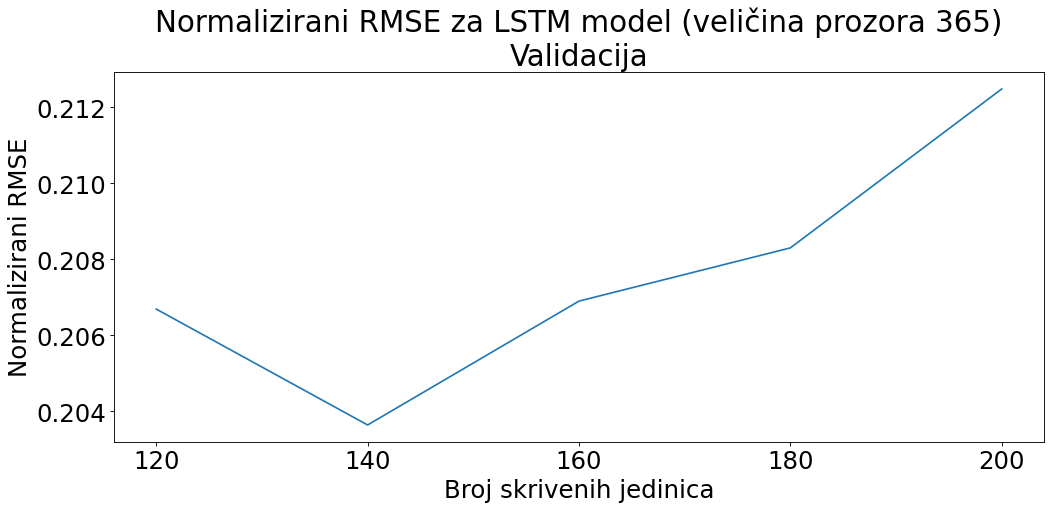 Normalizirani RMSE za LSTM model (veličina prozora 365)
Validacija
Normalizirani RMSE
0.212
0.210
0.208
0.206
0.204
120 140 160 180 200
Broj skrivenih jedinica